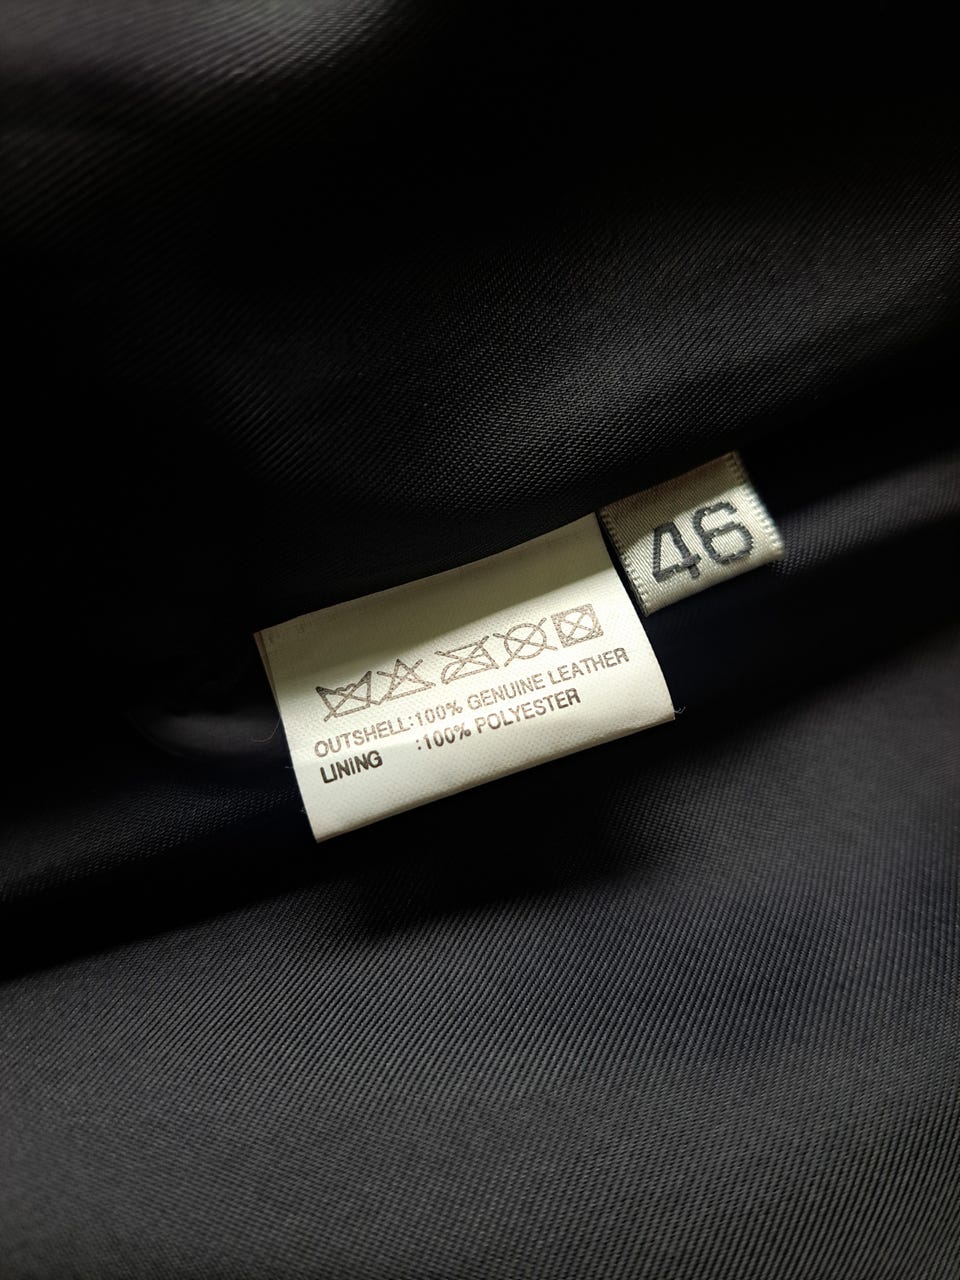 46
OUTSHELL:100% GENUINE LEATHER
LINING :100% POLYESTER